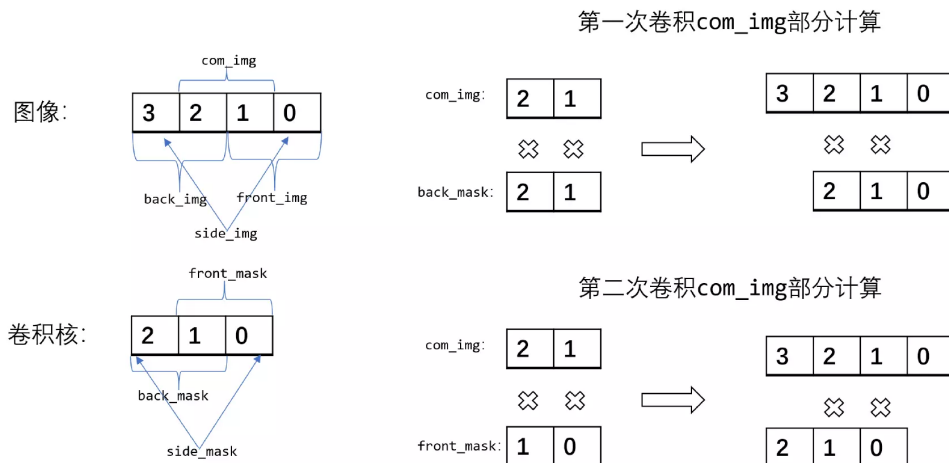 第一次卷积com_img部分计算
com_img
图像:
3 2 1 0
back_img
front_img
side_img
com_img:
2 1
back_mask:
2 1
3 2 1 0
2 1 0
front_mask
卷积核:
2 1 0
back_mask
side_mask
第二次卷积com_img部分计算
com_img:
2 1
front_mask:
1 0
3 2 1 0
2 1 0